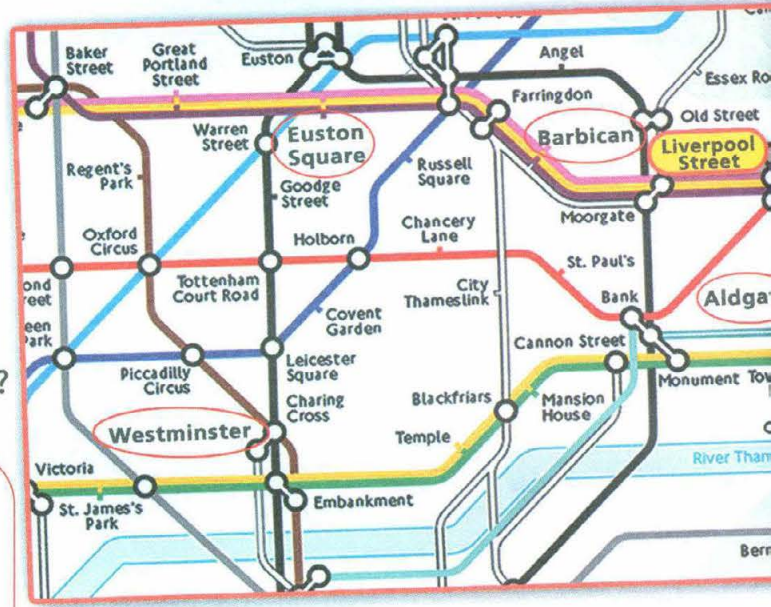 Baker
Street
Great
Portland
Street
Euston
Angel
Essex
Farringdon
Old Street
Warren
Street
Euston
Square
Barbican
Liverpool
Street
Regent's
Park
Goodge
Street
Russell
Square
Moorgate
Oxford
Circus
Holborn
Chancery
Lane
St. Paul's
Tottenham
Court Road
City
Thameslink
Bank
Covent
Garden
Cannon Street
Park
Piccadilly
Circus
Leicester
Square
Monument
Charing
Cross
Blackfriars
Mansion
House
Westminster
Temple
Victoria
River
St. James's
Park
Embankment
?